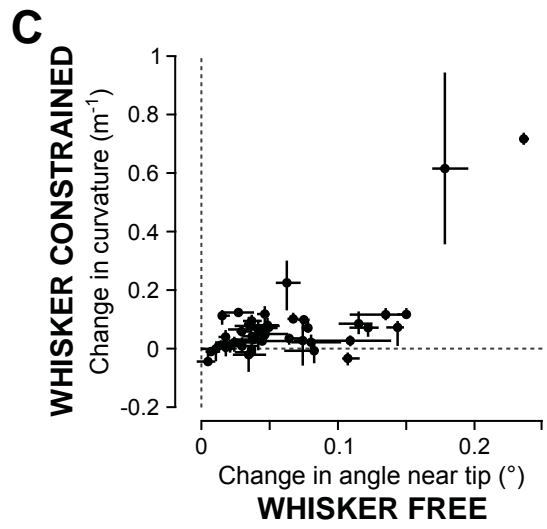 C
WHISKER CONSTRAINED
Change in curvature (m⁻¹)
1
0.8
0.6
0.4
0.2
0
-0.2
0 0.1 0.2
Change in angle near tip (°)
WHISKER FREE